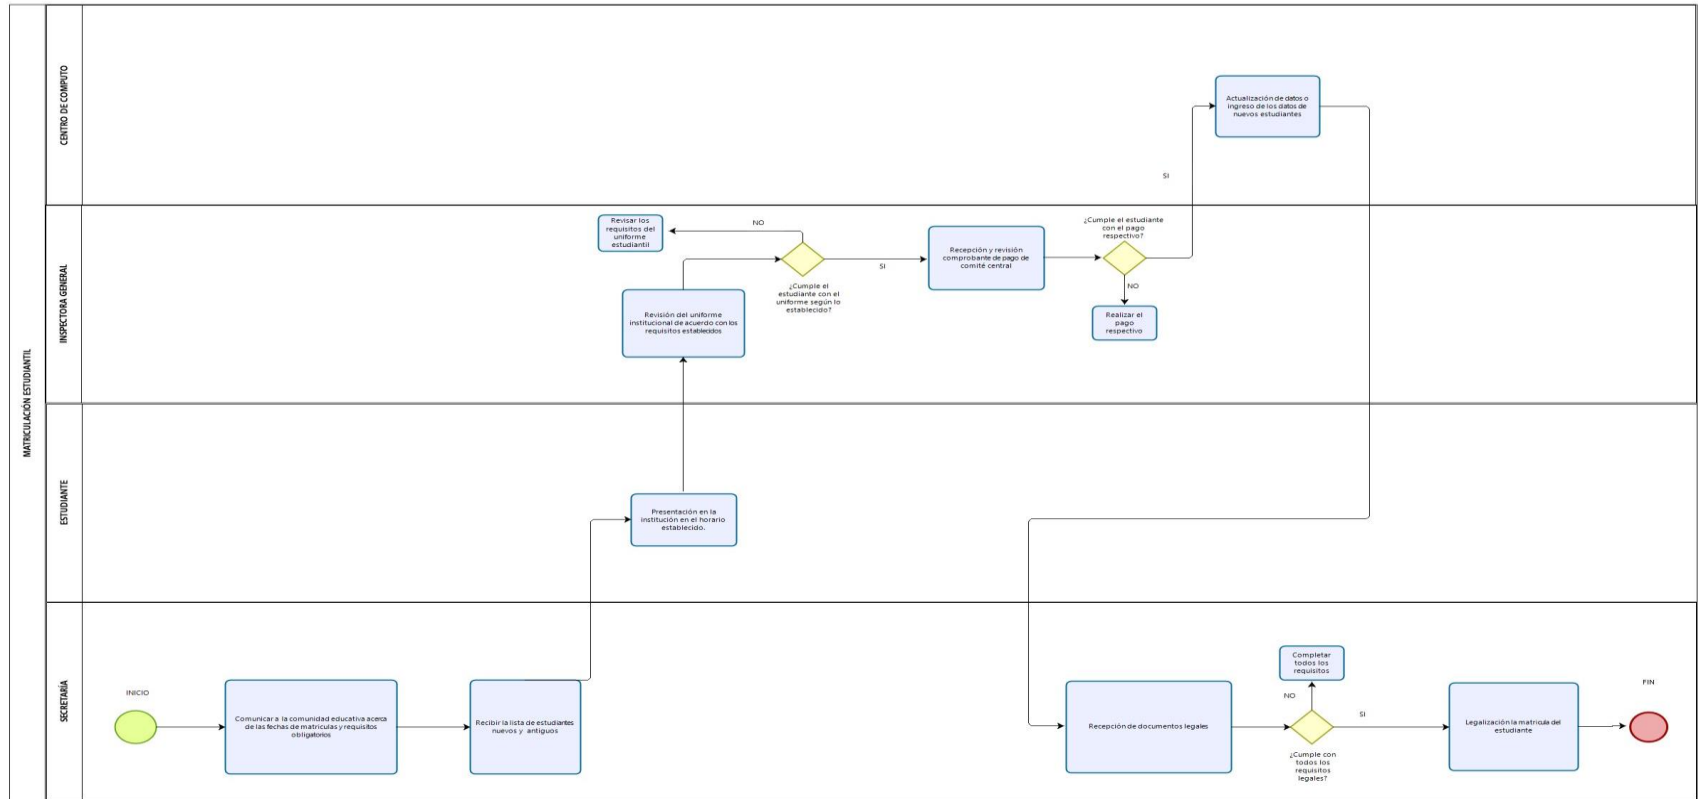 MATRICULACIÓN ESTUDIANTIL
CENTRO DE COMPUTO
Actualización de datos o
ingreso de los datos de
nuevos estudiantes
SI
INSPECTORA GENERAL
Revisar los
requisitos del
uniforme
estudiantil
NO
¿Cumple el
estudiante con el
uniforme según lo
establecido?
SI
Revisión del uniforme
institucional de acuerdo con los
requisitos establecidos
Recepción y revisión
comprobante de pago de
comité central
¿Cumple el estudiante
con el pago
respectivo?
NO
Realizar el
pago
respectivo
ESTUDIANTE
Presentación en la
institución en el horario
establecido.
SECRETARÍA
INICIO
Comunicar a la comunidad educativa acerca
de las fechas de matriculas y requisitos
obligatorios
Recibir la lista de estudiantes
nuevos y antiguos
Recepción de documentos legales
Completar
todos los
requisitos
NO
¿Cumple con
todos los
requisitos
legales?
SI
Legalización la matricula del
estudiante
FIN